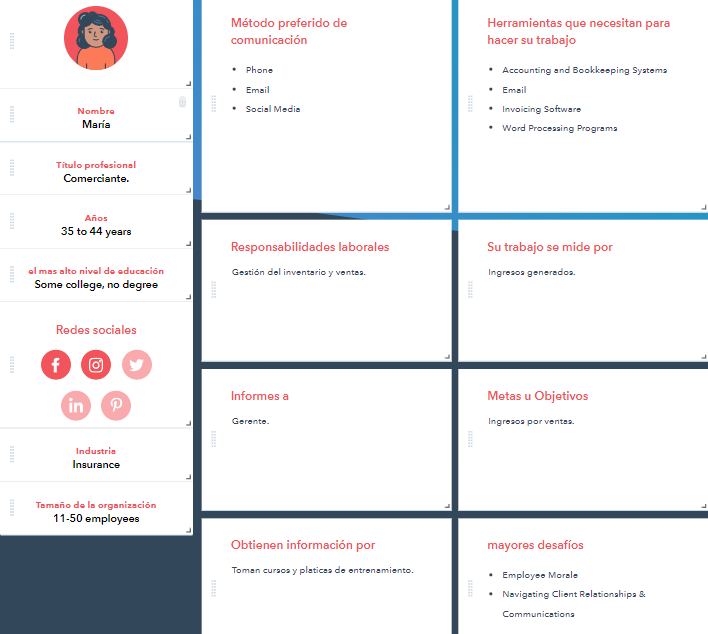 Nombre
María
Título profesional
Comerciante.
Años
35 to 44 years
el mas alto nivel de educación
Some college, no degree
Redes sociales
Industria
Insurance
Tamaño de la organización
11-50 employees
Método preferido de
comunicación
Phone
Email
Social Media
Herramientas que necesitan para
hacer su trabajo
Accounting and Bookkeeping Systems
Email
Invoicing Software
Word Processing Programs
Responsabilidades laborales
Gestión del inventario y ventas.
Su trabajo se mide por
Ingresos generados.
Informes a
Gerente.
Metas u Objetivos
Ingresos por ventas.
Obtienen información por
Toman cursos y platicas de entrenamiento.
mayores desafíos
Employee Morale
Navigating Client Relationships &
Communications